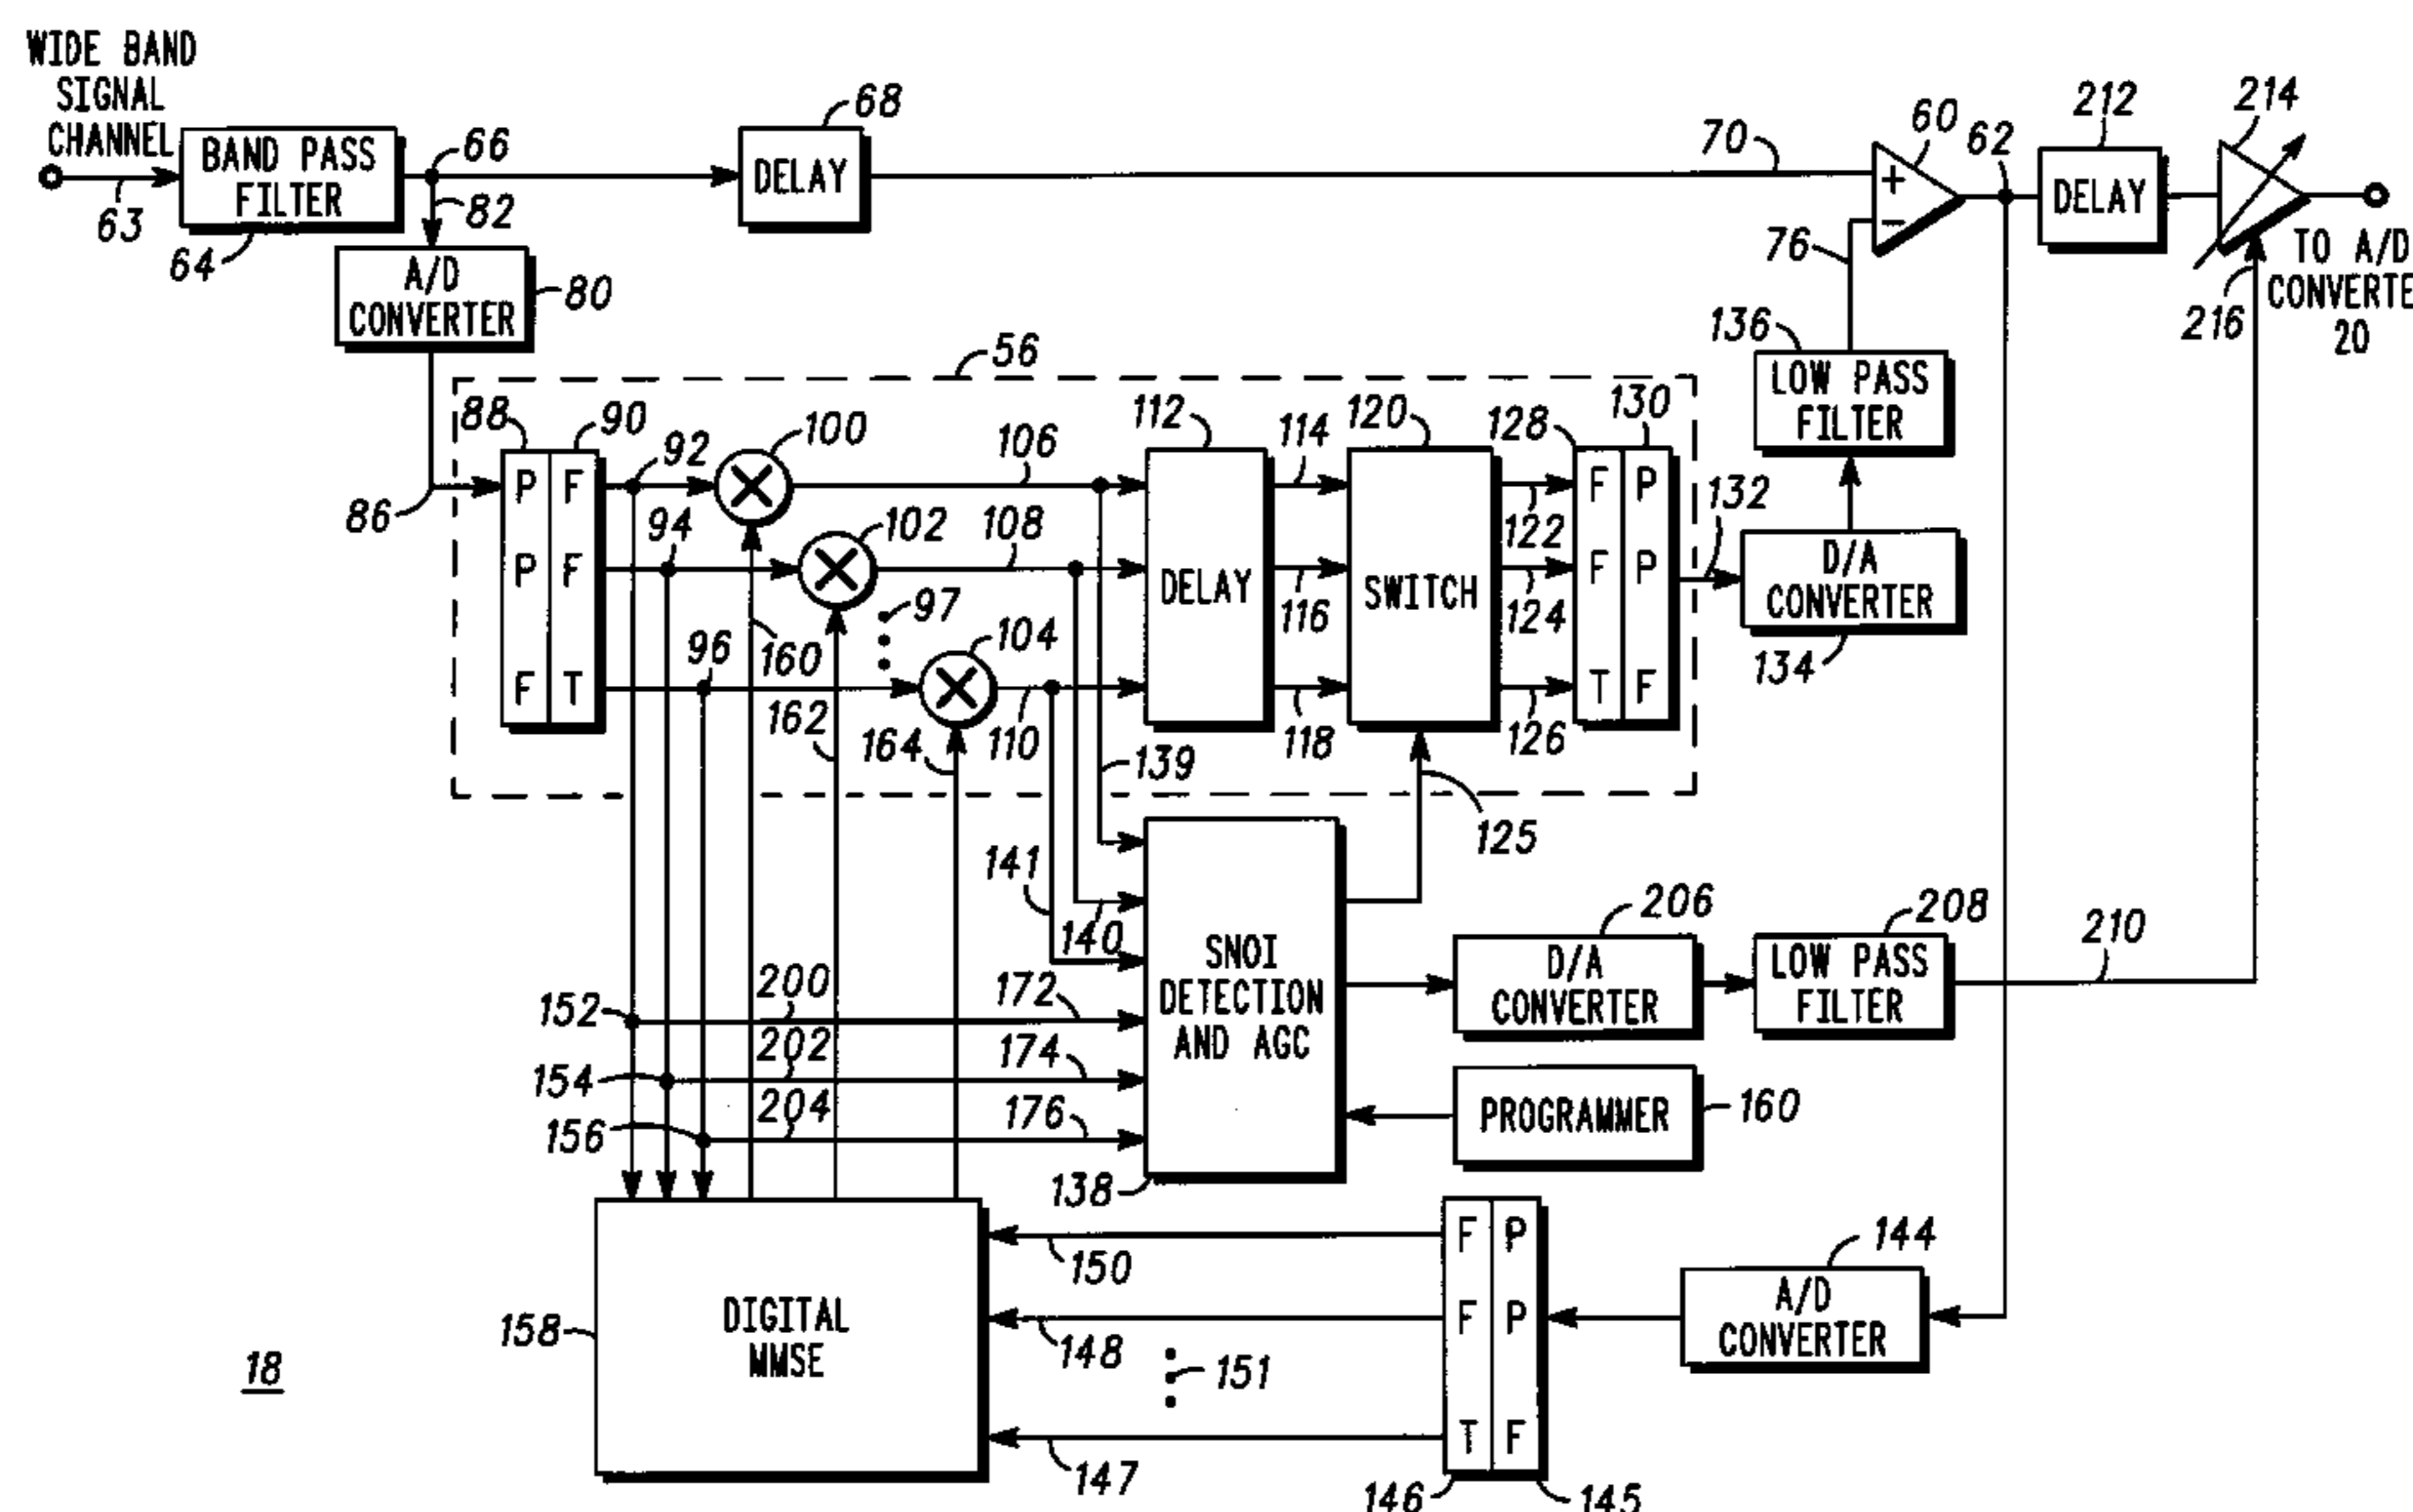 WIDE BAND
SIGNAL
CHANNEL
63
BAND PASS
FILTER
64
66
82
68
DELAY
70
60
+
−
62
212
DELAY
214
216
TO A/D
CONVERTE
20
A/D
CONVERTER
80
76
136
LOW PASS
FILTER
56
86
88
90
P F
P F
F T
92
94
96
100
102
97
104
160
162
164
106
108
110
112
DELAY
114
116
118
120
SWITCH
122
124
126
128
130
F P
F P
T F
132
D/A
CONVERTER
134
139
141
140
125
SNOI
DETECTION
AND AGC
138
206
D/A
CONVERTER
208
LOW PASS
FILTER
210
152
200
172
154
202
174
156
204
176
PROGRAMMER
160
158
DIGITAL
MMSE
150
148
151
147
F P
F P
T F
146
145
144
A/D
CONVERTER
18